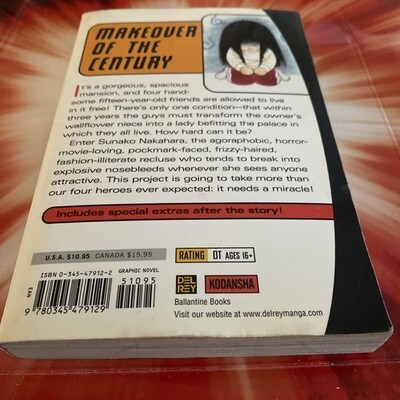 MAKEOVER
OF THE
CENTURY
It's a gorgeous, spacious
mansion, and four hand-
some fifteen-year-old friends are allowed to live
in it free! There's only one condition—that within
three years the guys must transform the owner's
wallflower niece into a lady befitting the palace in
which they all live. How hard can it be?
Enter Sunako Nakahara, the agoraphobic, horror-
movie-loving, pockmark-faced, frizzy-haired,
fashion-illiterate recluse who tends to break into
explosive nosebleeds whenever she sees anyone
attractive. This project is going to take more than
our four heroes ever expected: it needs a miracle!
Includes special extras after the story!
U.S.A. $10.95 CANADA $15.95
RATING OT AGES 16+
ISBN 0-345-47912-2 GRAPHIC NOVEL
51095
EAN
9 780345 479129
DEL
REY
KODANSHA
Ballantine Books
Visit our website at www.delreymanga.com